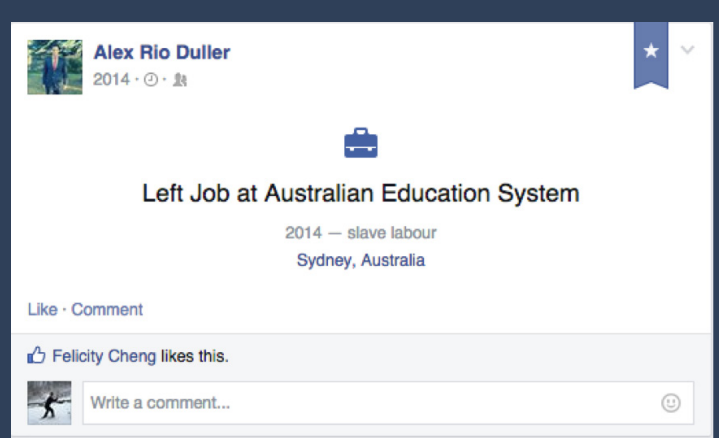 Alex Rio Duller
2014 ·
Left Job at Australian Education System
2014 — slave labour
Sydney, Australia
Like · Comment
Felicity Cheng likes this.
Write a comment...